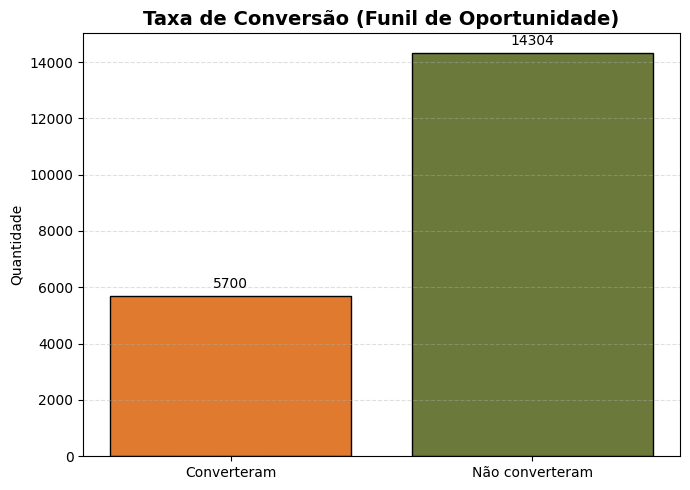 Taxa de Conversão (Funil de Oportunidade)
14304
14000
12000
10000
8000
Quantidade
6000
5700
4000
2000
0
Converteram
Não converteram